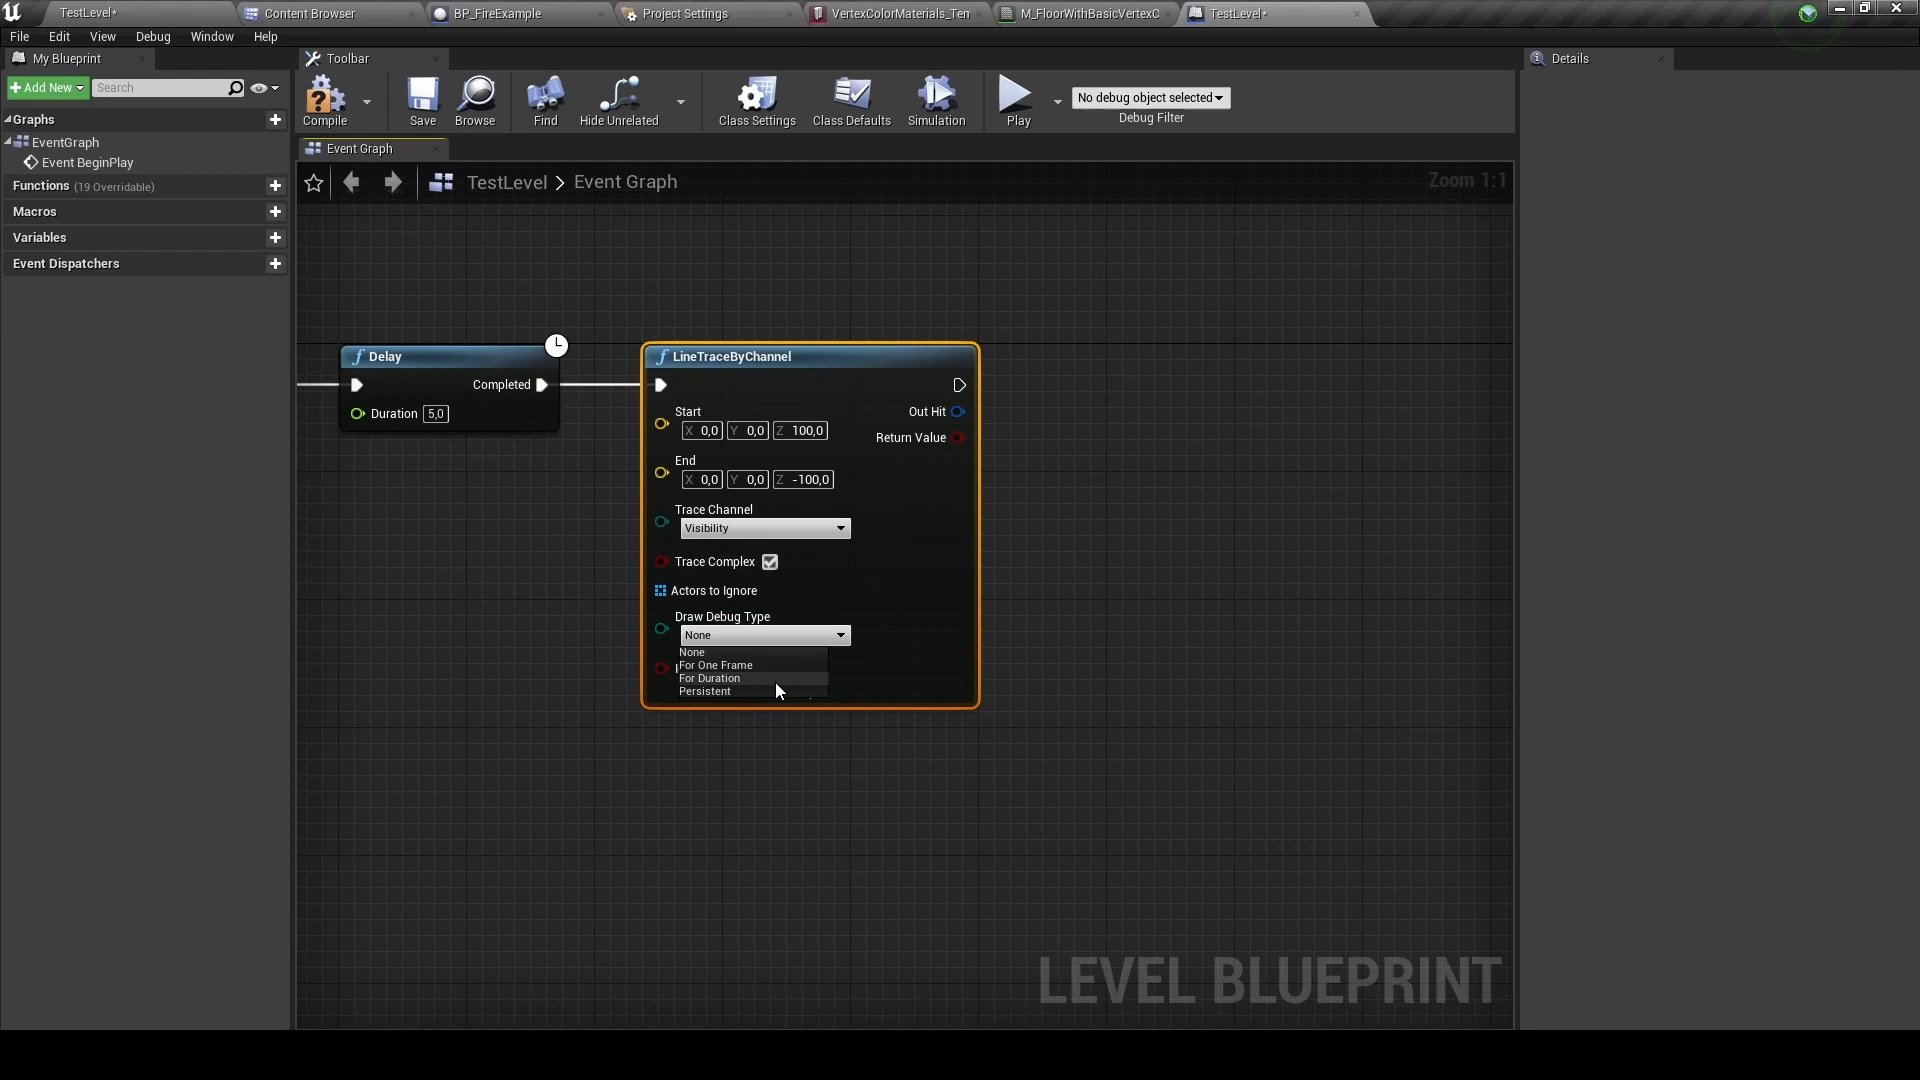 TestLevel*
Content Browser
BP_FireExample
Project Settings
VertexColorMaterials_Ten
M_FloorWithBasicVertexC
TestLevel*
File
Edit
View
Debug
Window
Help
My Blueprint
Toolbar
Details
Add New
Search
Compile
Save
Browse
Find
Hide Unrelated
Class Settings
Class Defaults
Simulation
Play
No debug object selected
Debug Filter
Graphs
EventGraph
Event BeginPlay
Functions (19 Overridable)
Macros
Variables
Event Dispatchers
Event Graph
TestLevel > Event Graph
Zoom 1:1
Delay
Completed
Duration 5,0
LineTraceByChannel
Start
X 0,0 Y 0,0 Z 100,0
Out Hit
Return Value
End
X 0,0 Y 0,0 Z -100,0
Trace Channel
Visibility
Trace Complex
Actors to Ignore
Draw Debug Type
None
None
For One Frame
For Duration
Persistent
LEVEL BLUEPRINT